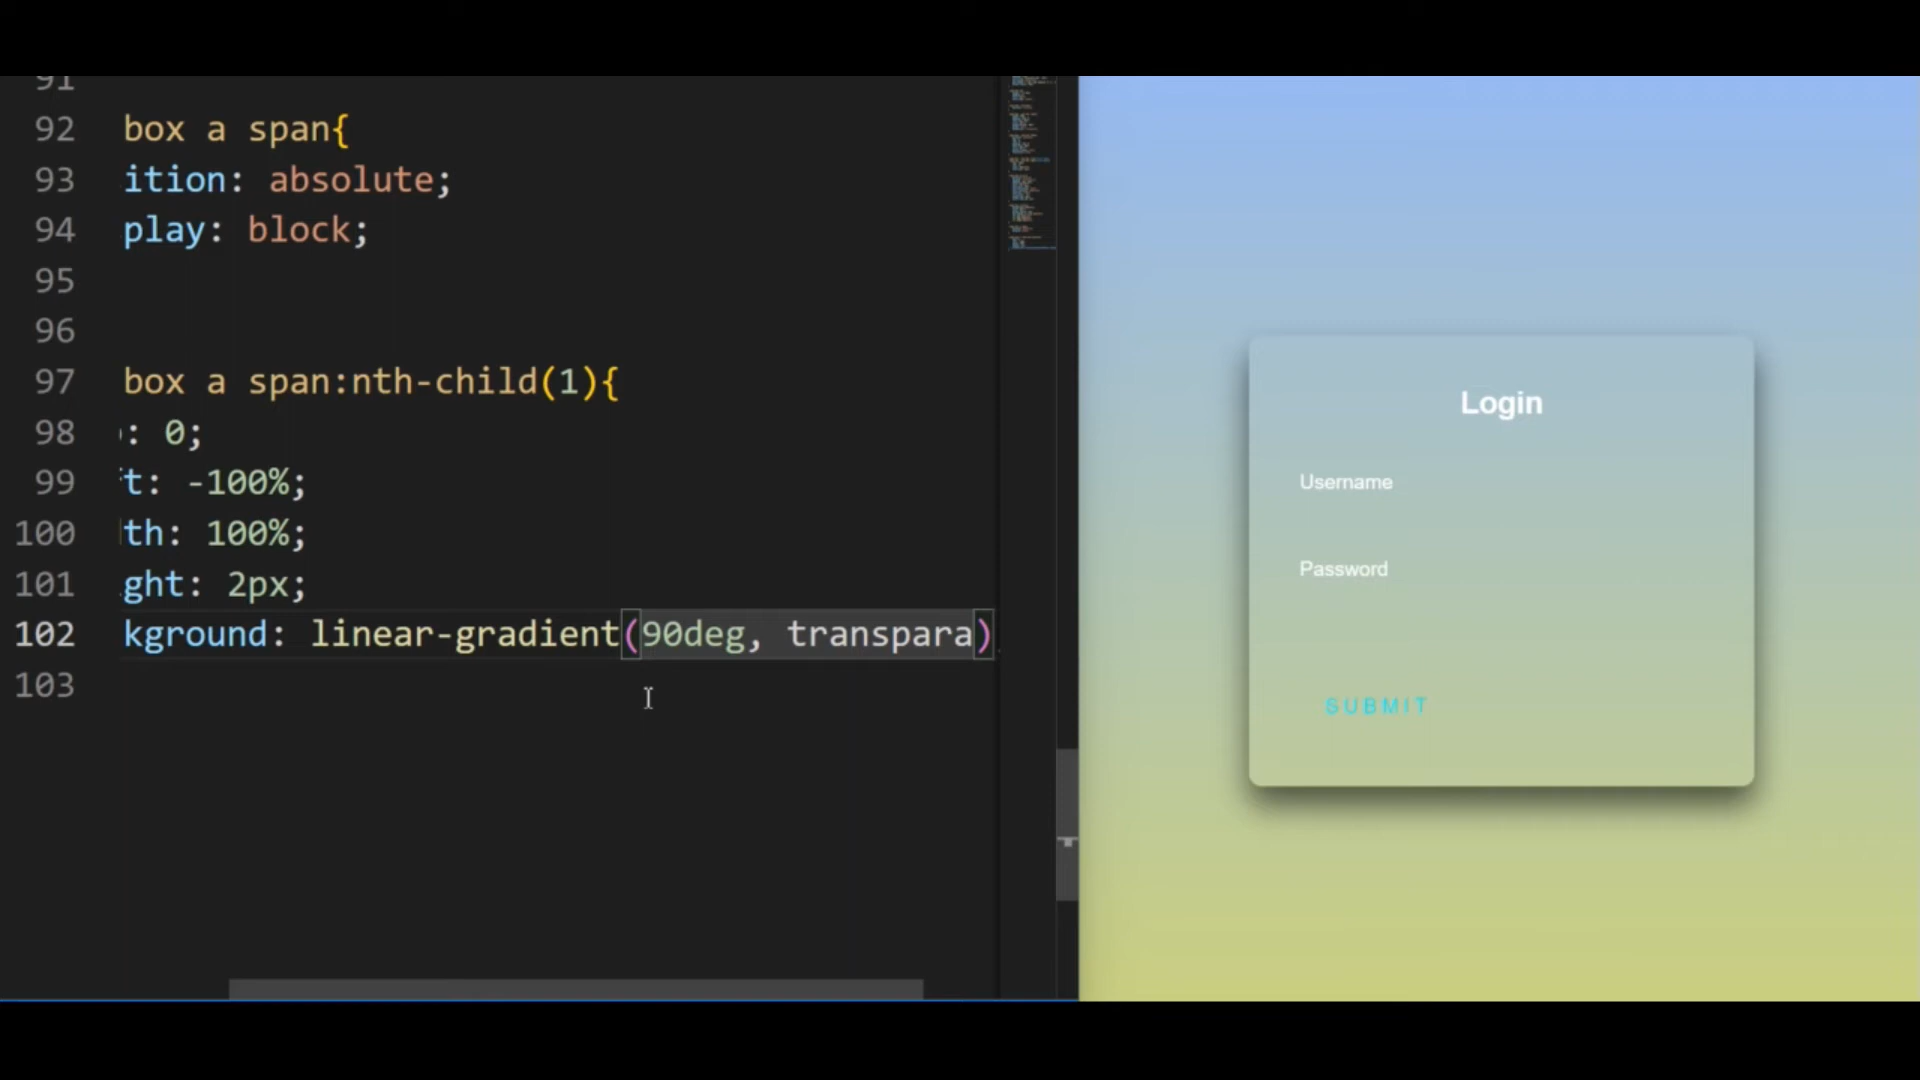 91
92 box a span{
93 ition: absolute;
94 play: block;
95
96
97 box a span:nth-child(1){
98 : 0;
99 t: -100%;
100 th: 100%;
101 ght: 2px;
102 kground: linear-gradient(90deg, transpara)
103
Login
Username
Password
SUBMIT